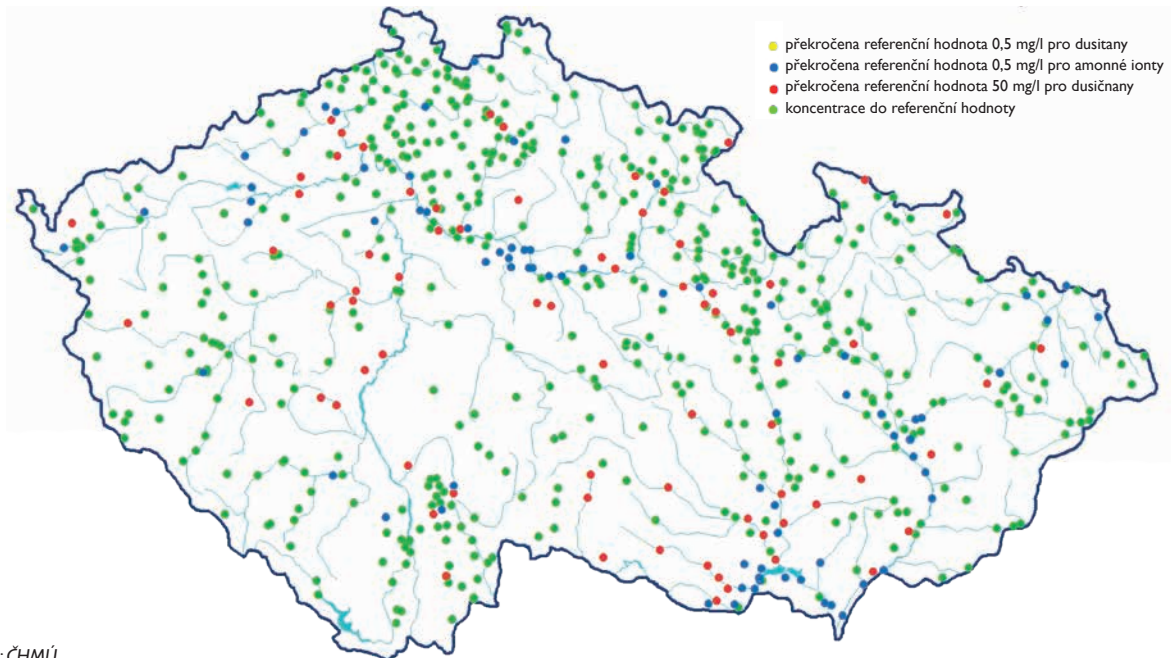 překročena referenční hodnota 0,5 mg/l pro dusitany
překročena referenční hodnota 0,5 mg/l pro amonné ionty
překročena referenční hodnota 50 mg/l pro dusičnany
koncentrace do referenční hodnoty
: ČHMÚ